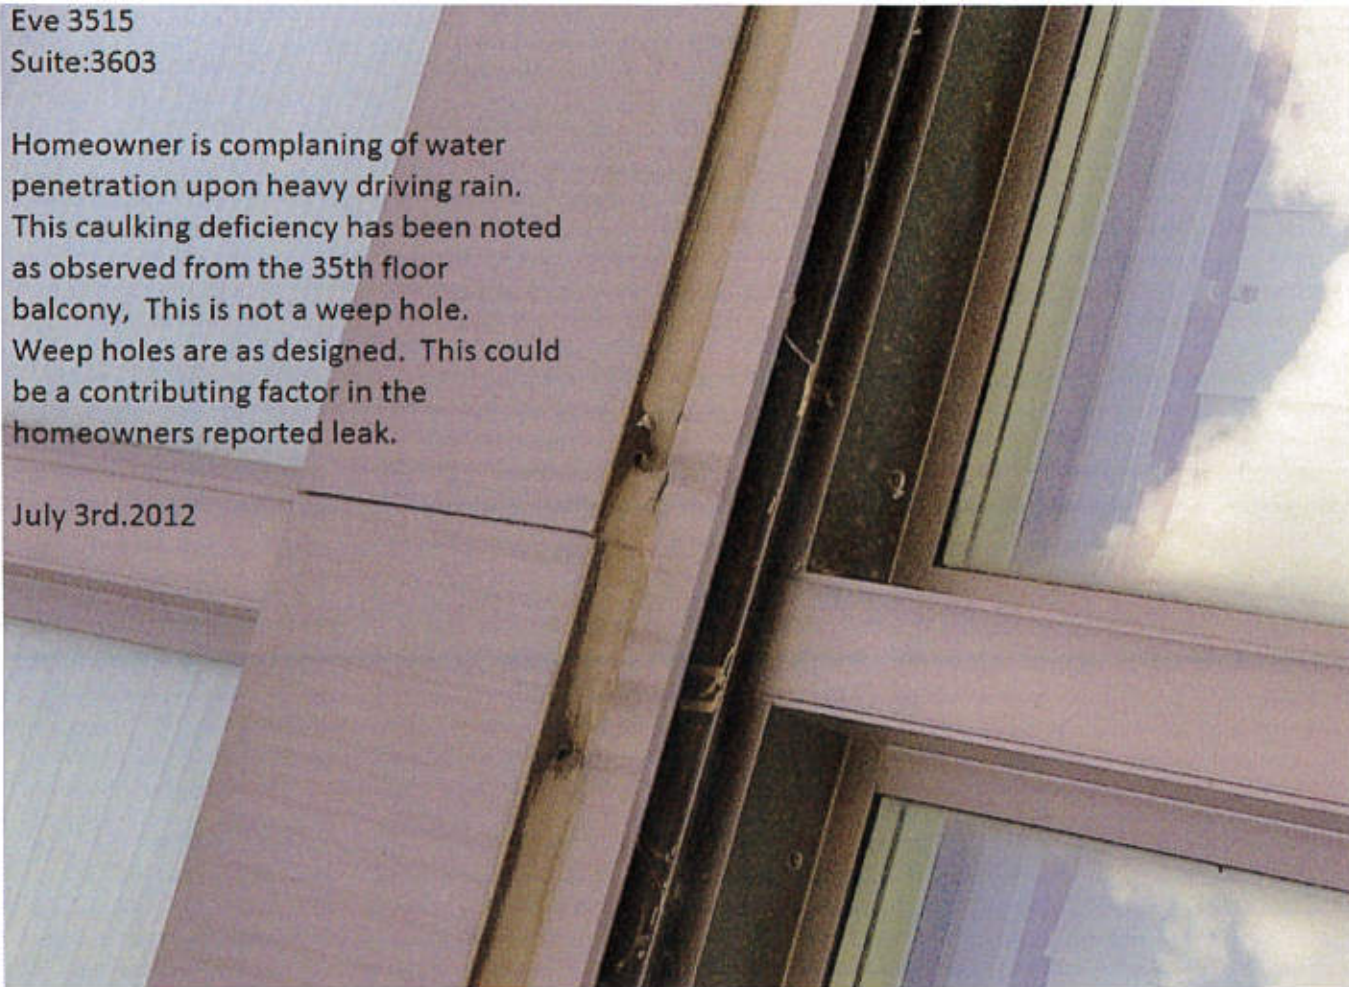 Eve 3515
Suite:3603
Homeowner is complaning of water
penetration upon heavy driving rain.
This caulking deficiency has been noted
as observed from the 35th floor
balcony, This is not a weep hole.
Weep holes are as designed. This could
be a contributing factor in the
homeowners reported leak.
July 3rd.2012